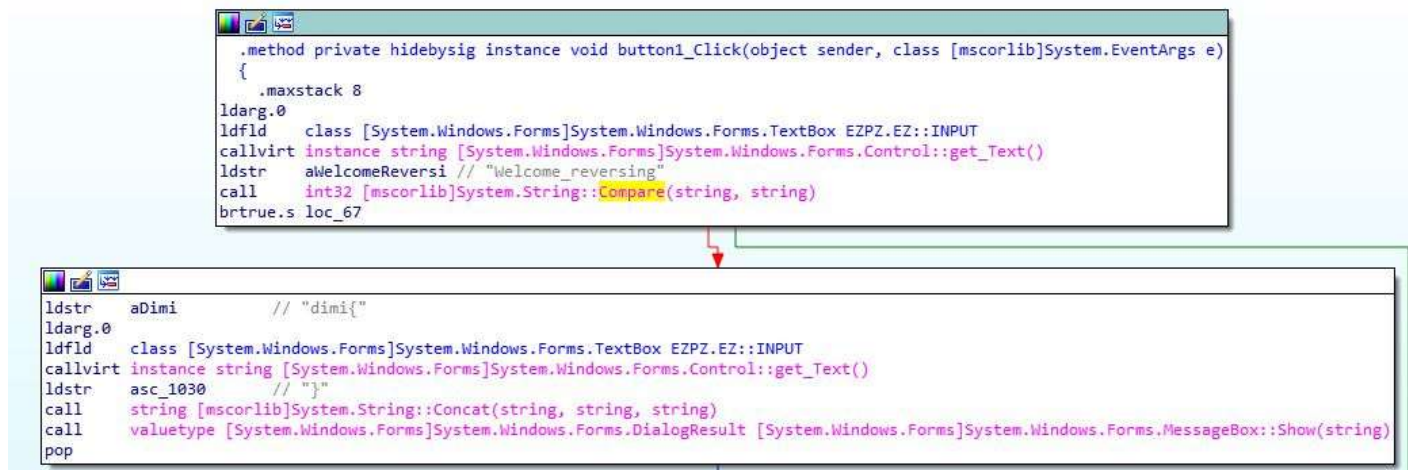 .method private hidebysig instance void button1_Click(object sender, class [mscorlib]System.EventArgs e)
{
.maxstack 8
ldarg.0
ldfld class [System.Windows.Forms]System.Windows.Forms.TextBox EZPZ.EZ::INPUT
callvirt instance string [System.Windows.Forms]System.Windows.Forms.Control::get_Text()
ldstr aWelcomeReversi // "Welcome_reversing"
call int32 [mscorlib]System.String::Compare(string, string)
brtrue.s loc_67
ldstr aDimi // "dimi{"
ldarg.0
ldfld class [System.Windows.Forms]System.Windows.Forms.TextBox EZPZ.EZ::INPUT
callvirt instance string [System.Windows.Forms]System.Windows.Forms.Control::get_Text()
ldstr asc_1030 // "}"
call string [mscorlib]System.String::Concat(string, string, string)
call valuetype [System.Windows.Forms]System.Windows.Forms.DialogResult [System.Windows.Forms]System.Windows.Forms.MessageBox::Show(string)
pop